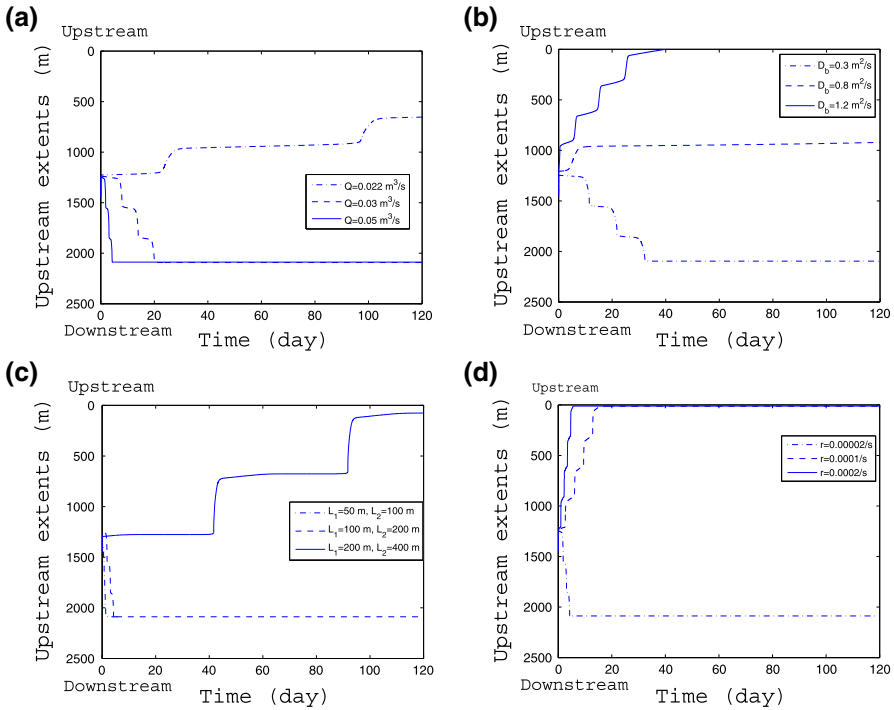 (a)
Upstream
Upstream extents (m)
0
500
1000
1500
2000
2500
Q=0.022 m³/s
Q=0.03 m³/s
Q=0.05 m³/s
0 20 40 60 80 100 120
Downstream
Time (day)
(b)
Upstream
Upstream extents (m)
0
500
1000
1500
2000
2500
D_b=0.3 m²/s
D_b=0.8 m²/s
D_b=1.2 m²/s
0 20 40 60 80 100 120
Downstream
Time (day)
(c)
Upstream
Upstream extents (m)
0
500
1000
1500
2000
2500
L_1=50 m, L_2=100 m
L_1=100 m, L_2=200 m
L_1=200 m, L_2=400 m
0 20 40 60 80 100 120
Downstream
Time (day)
(d)
Upstream
Upstream extents (m)
0
500
1000
1500
2000
2500
r=0.00002/s
r=0.0001/s
r=0.0002/s
0 20 40 60 80 100 120
Downstream
Time (day)